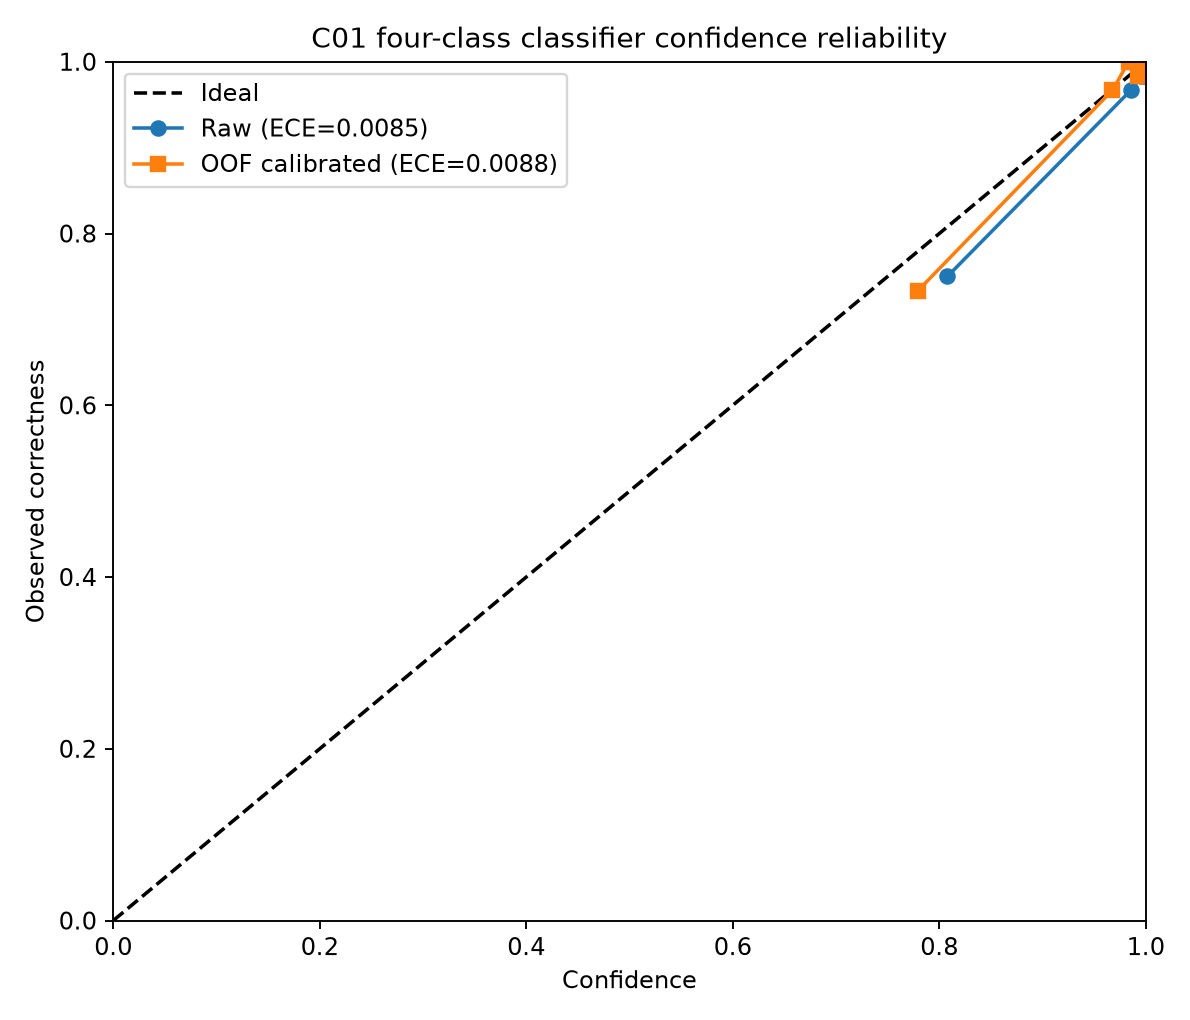 C01 four-class classifier confidence reliability
Ideal
Raw (ECE=0.0085)
OOF calibrated (ECE=0.0088)
Observed correctness
1.0
0.8
0.6
0.4
0.2
0.0
0.0 0.2 0.4 0.6 0.8 1.0
Confidence